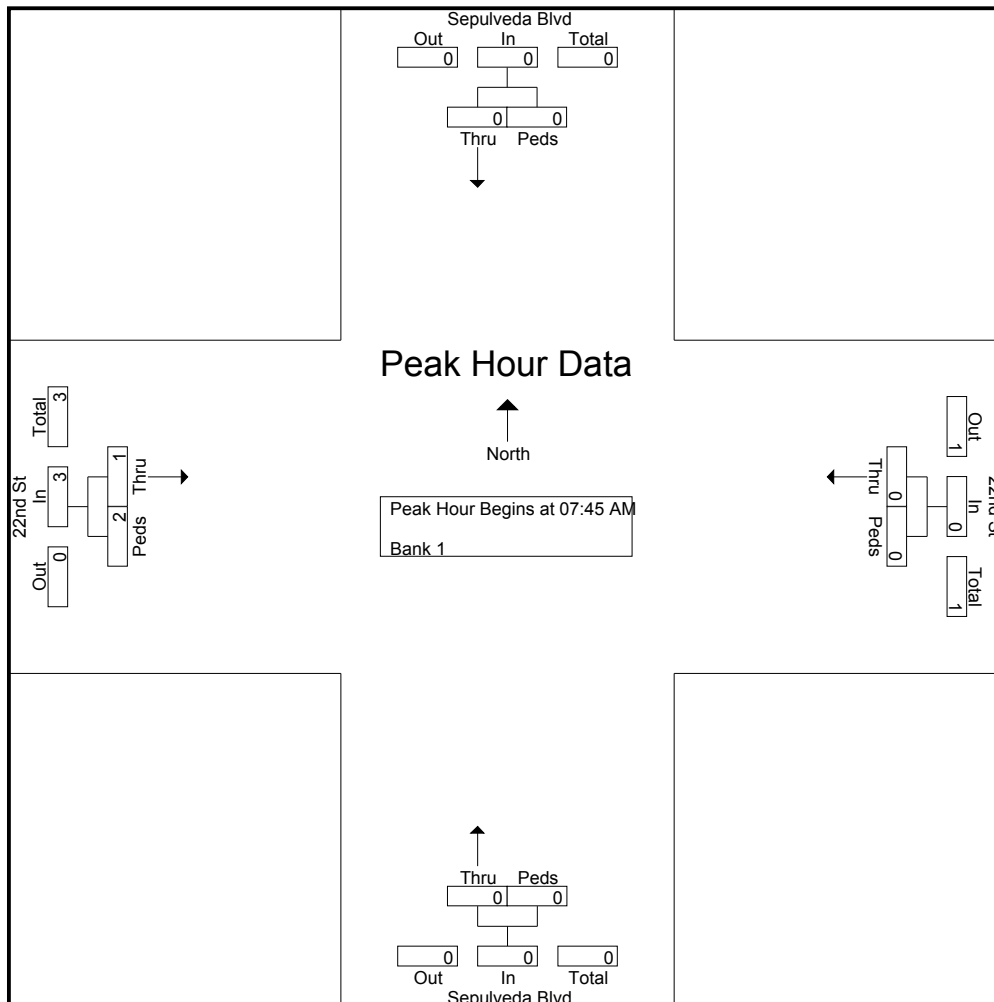 Sepulveda Blvd
Out In Total
0 0 0
0 0
Thru Peds
Peak Hour Data
North
Peak Hour Begins at 07:45 AM
Bank 1
22nd St
Total In Out
3 3 0
1 2
Thru Peds
22nd St
Out In Total
1 0 1
0 0
Thru Peds
Thru Peds
0 0
0 0 0
Out In Total
Sepulveda Blvd